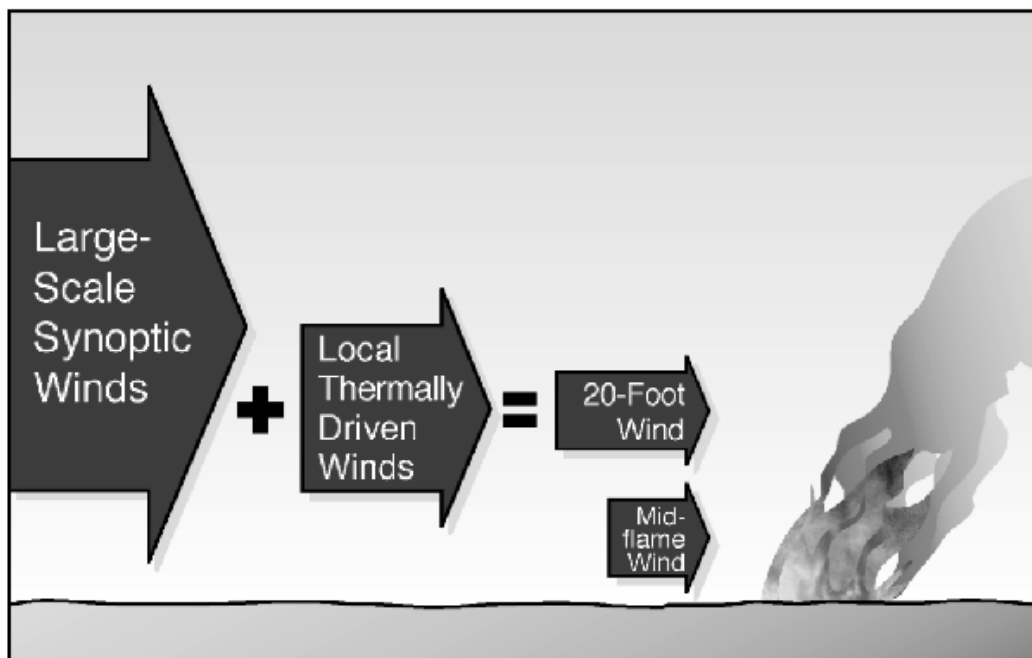 Large-
Scale
Synoptic
Winds
+
Local
Thermally
Driven
Winds
=
20-Foot
Wind
Mid-
flame
Wind